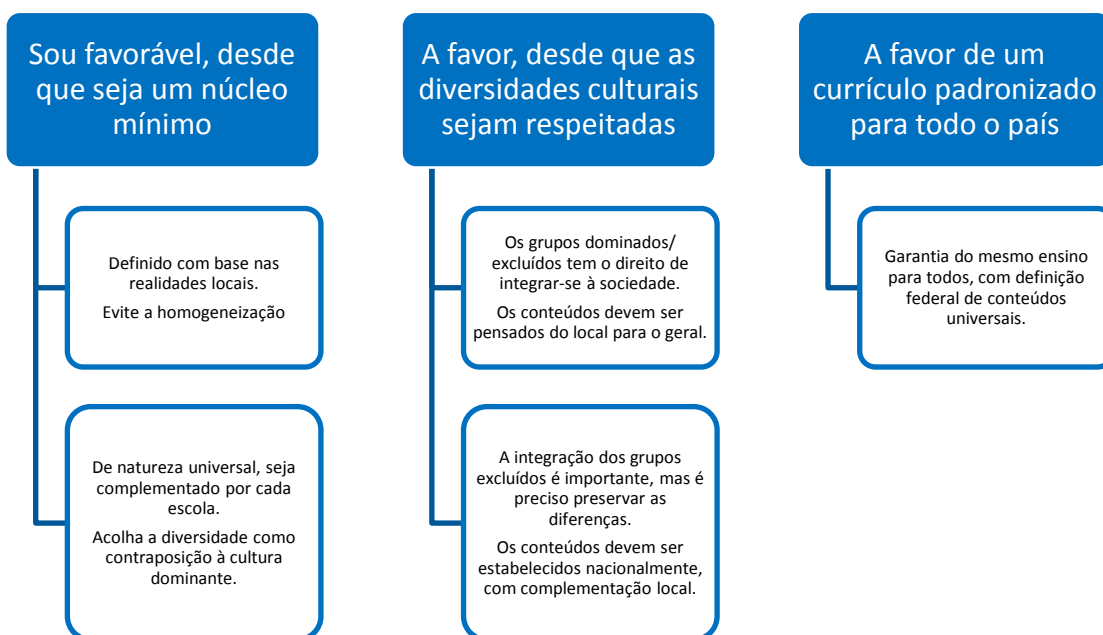 Sou favorável, desde
que seja um núcleo
mínimo
Definido com base nas
realidades locais.
Evite a homogeneização
De natureza universal, seja
complementado por cada
escola.
Acolha a diversidade como
contraposição à cultura
dominante.
A favor, desde que as
diversidades culturais
sejam respeitadas
Os grupos dominados/
excluídos tem o direito de
integrar-se à sociedade.
Os conteúdos devem ser
pensados do local para o geral.
A integração dos grupos
excluídos é importante, mas é
preciso preservar as
diferenças.
Os conteúdos devem ser
estabelecidos nacionalmente,
com complementação local.
A favor de um
currículo padronizado
para todo o país
Garantia do mesmo ensino
para todos, com definição
federal de conteúdos
universais.